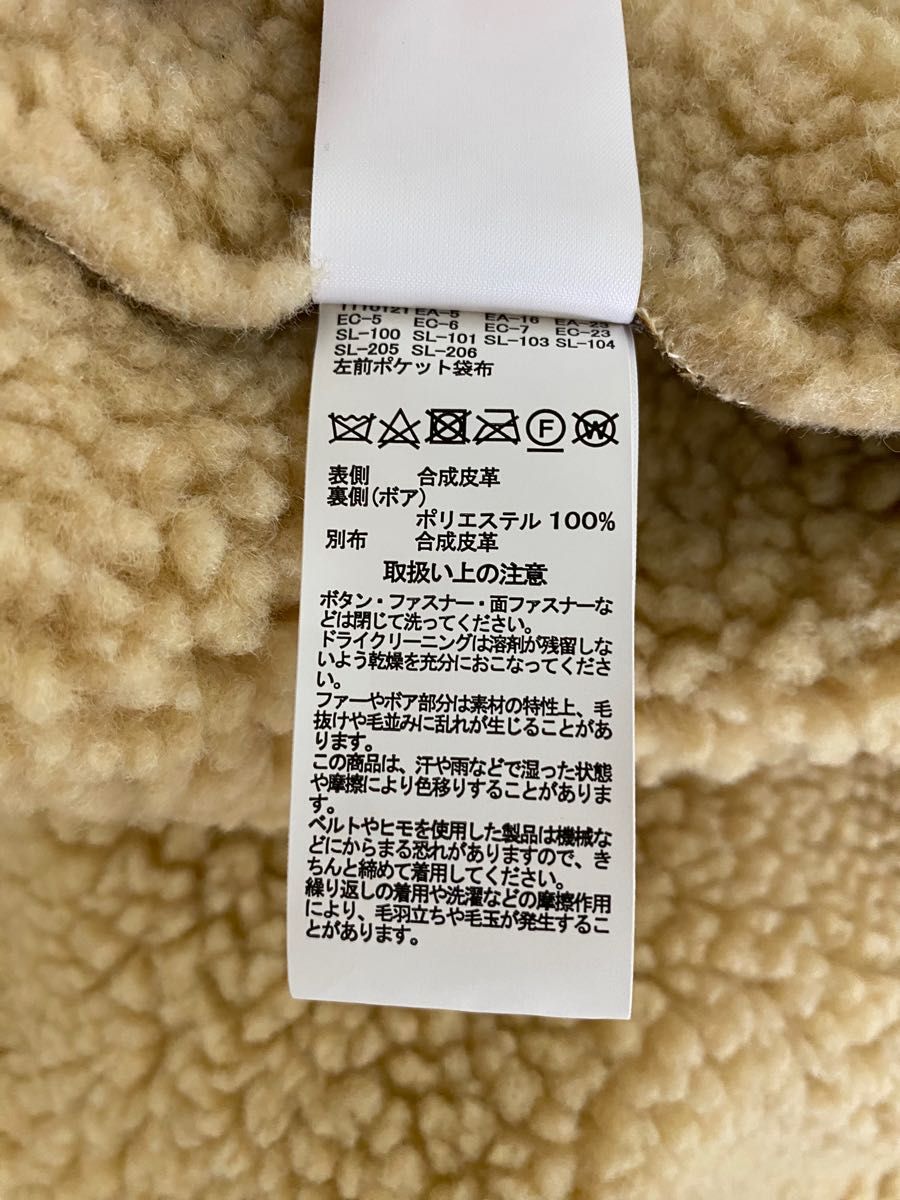 1110121 EA-5 EA-16 EA-23
EC-5 EC-6 EC-7 EC-23
SL-100 SL-101 SL-103 SL-104
SL-205 SL-206
左前ポケット袋布
F W
表側 合成皮革
裏側(ボア)
ポリエステル 100%
別布 合成皮革
取扱い上の注意
ボタン・ファスナー・面ファスナーな
どは閉じて洗ってください。
ドライクリーニングは溶剤が残留しな
いよう乾燥を充分におこなってくださ
い。
ファーやボア部分は素材の特性上、毛
抜けや毛並みに乱れが生じることがあ
ります。
この商品は、汗や雨などで湿った状態
や摩擦により色移りすることがありま
す。
ベルトやヒモを使用した製品は機械な
どにからまる恐れがありますので、き
ちんと締めて着用してください。
繰り返しの着用や洗濯などの摩擦作用
により、毛羽立ちや毛玉が発生するこ
とがあります。